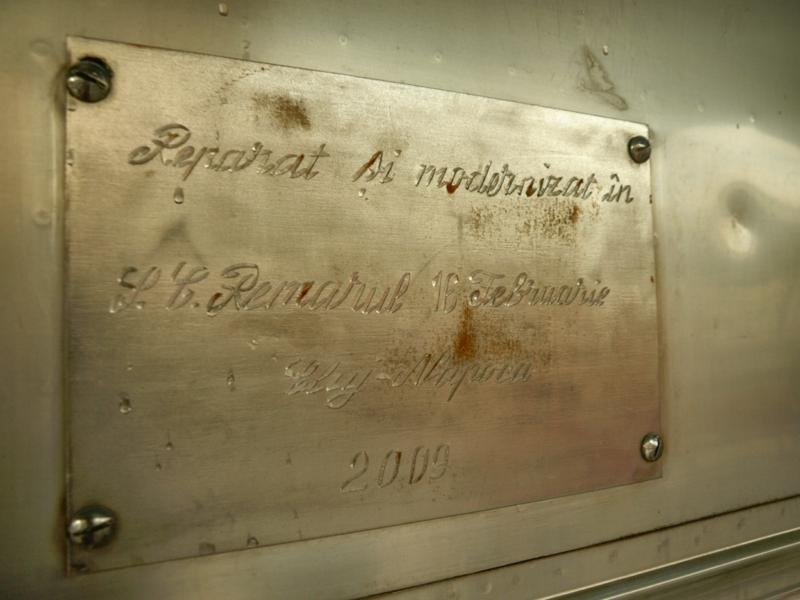 Reparat și modernizat în
S.C. Remarul 16 Februarie
Cluj-Napoca
2009